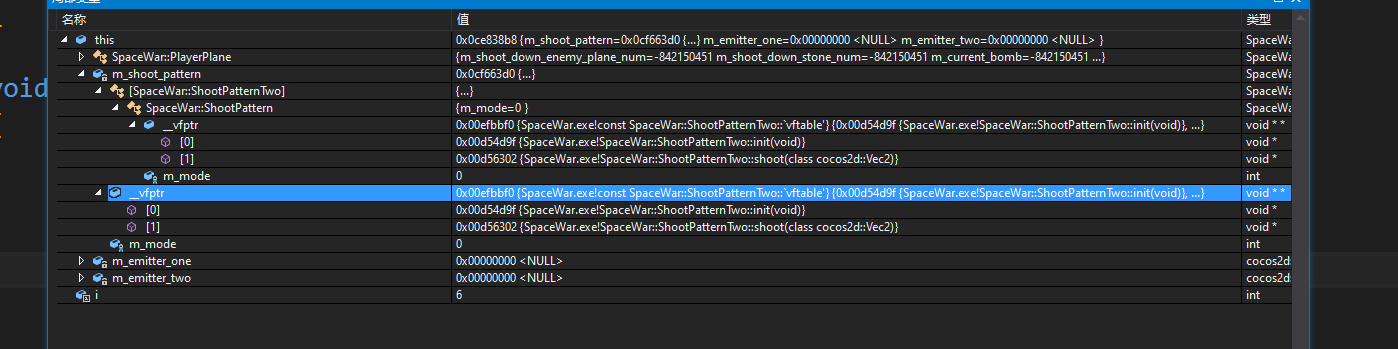 名称 值 类型
this 0x0ce838b8 {m_shoot_pattern=0x0cf663d0 {...} m_emitter_one=0x00000000 <NULL> m_emitter_two=0x00000000 <NULL> } SpaceWa
SpaceWar::PlayerPlane {m_shoot_down_enemy_plane_num=-842150451 m_shoot_down_stone_num=-842150451 m_current_bomb=-842150451 ...} SpaceWa
void m_shoot_pattern 0x0cf663d0 {...} SpaceWa
[SpaceWar::ShootPatternTwo] {...} SpaceWa
SpaceWar::ShootPattern {m_mode=0 } SpaceWa
__vfptr 0x00efbbf0 {SpaceWar.exe!const SpaceWar::ShootPatternTwo::`vftable'} {0x00d54d9f {SpaceWar.exe!SpaceWar::ShootPatternTwo::init(void)}, ...} void * *
[0] 0x00d54d9f {SpaceWar.exe!SpaceWar::ShootPatternTwo::init(void)} void *
[1] 0x00d56302 {SpaceWar.exe!SpaceWar::ShootPatternTwo::shoot(class cocos2d::Vec2)} void *
m_mode 0 int
__vfptr 0x00efbbf0 {SpaceWar.exe!const SpaceWar::ShootPatternTwo::`vftable'} {0x00d54d9f {SpaceWar.exe!SpaceWar::ShootPatternTwo::init(void)}, ...} void * *
[0] 0x00d54d9f {SpaceWar.exe!SpaceWar::ShootPatternTwo::init(void)} void *
[1] 0x00d56302 {SpaceWar.exe!SpaceWar::ShootPatternTwo::shoot(class cocos2d::Vec2)} void *
m_mode 0 int
m_emitter_one 0x00000000 <NULL> cocos2d:
m_emitter_two 0x00000000 <NULL> cocos2d:
i 6 int